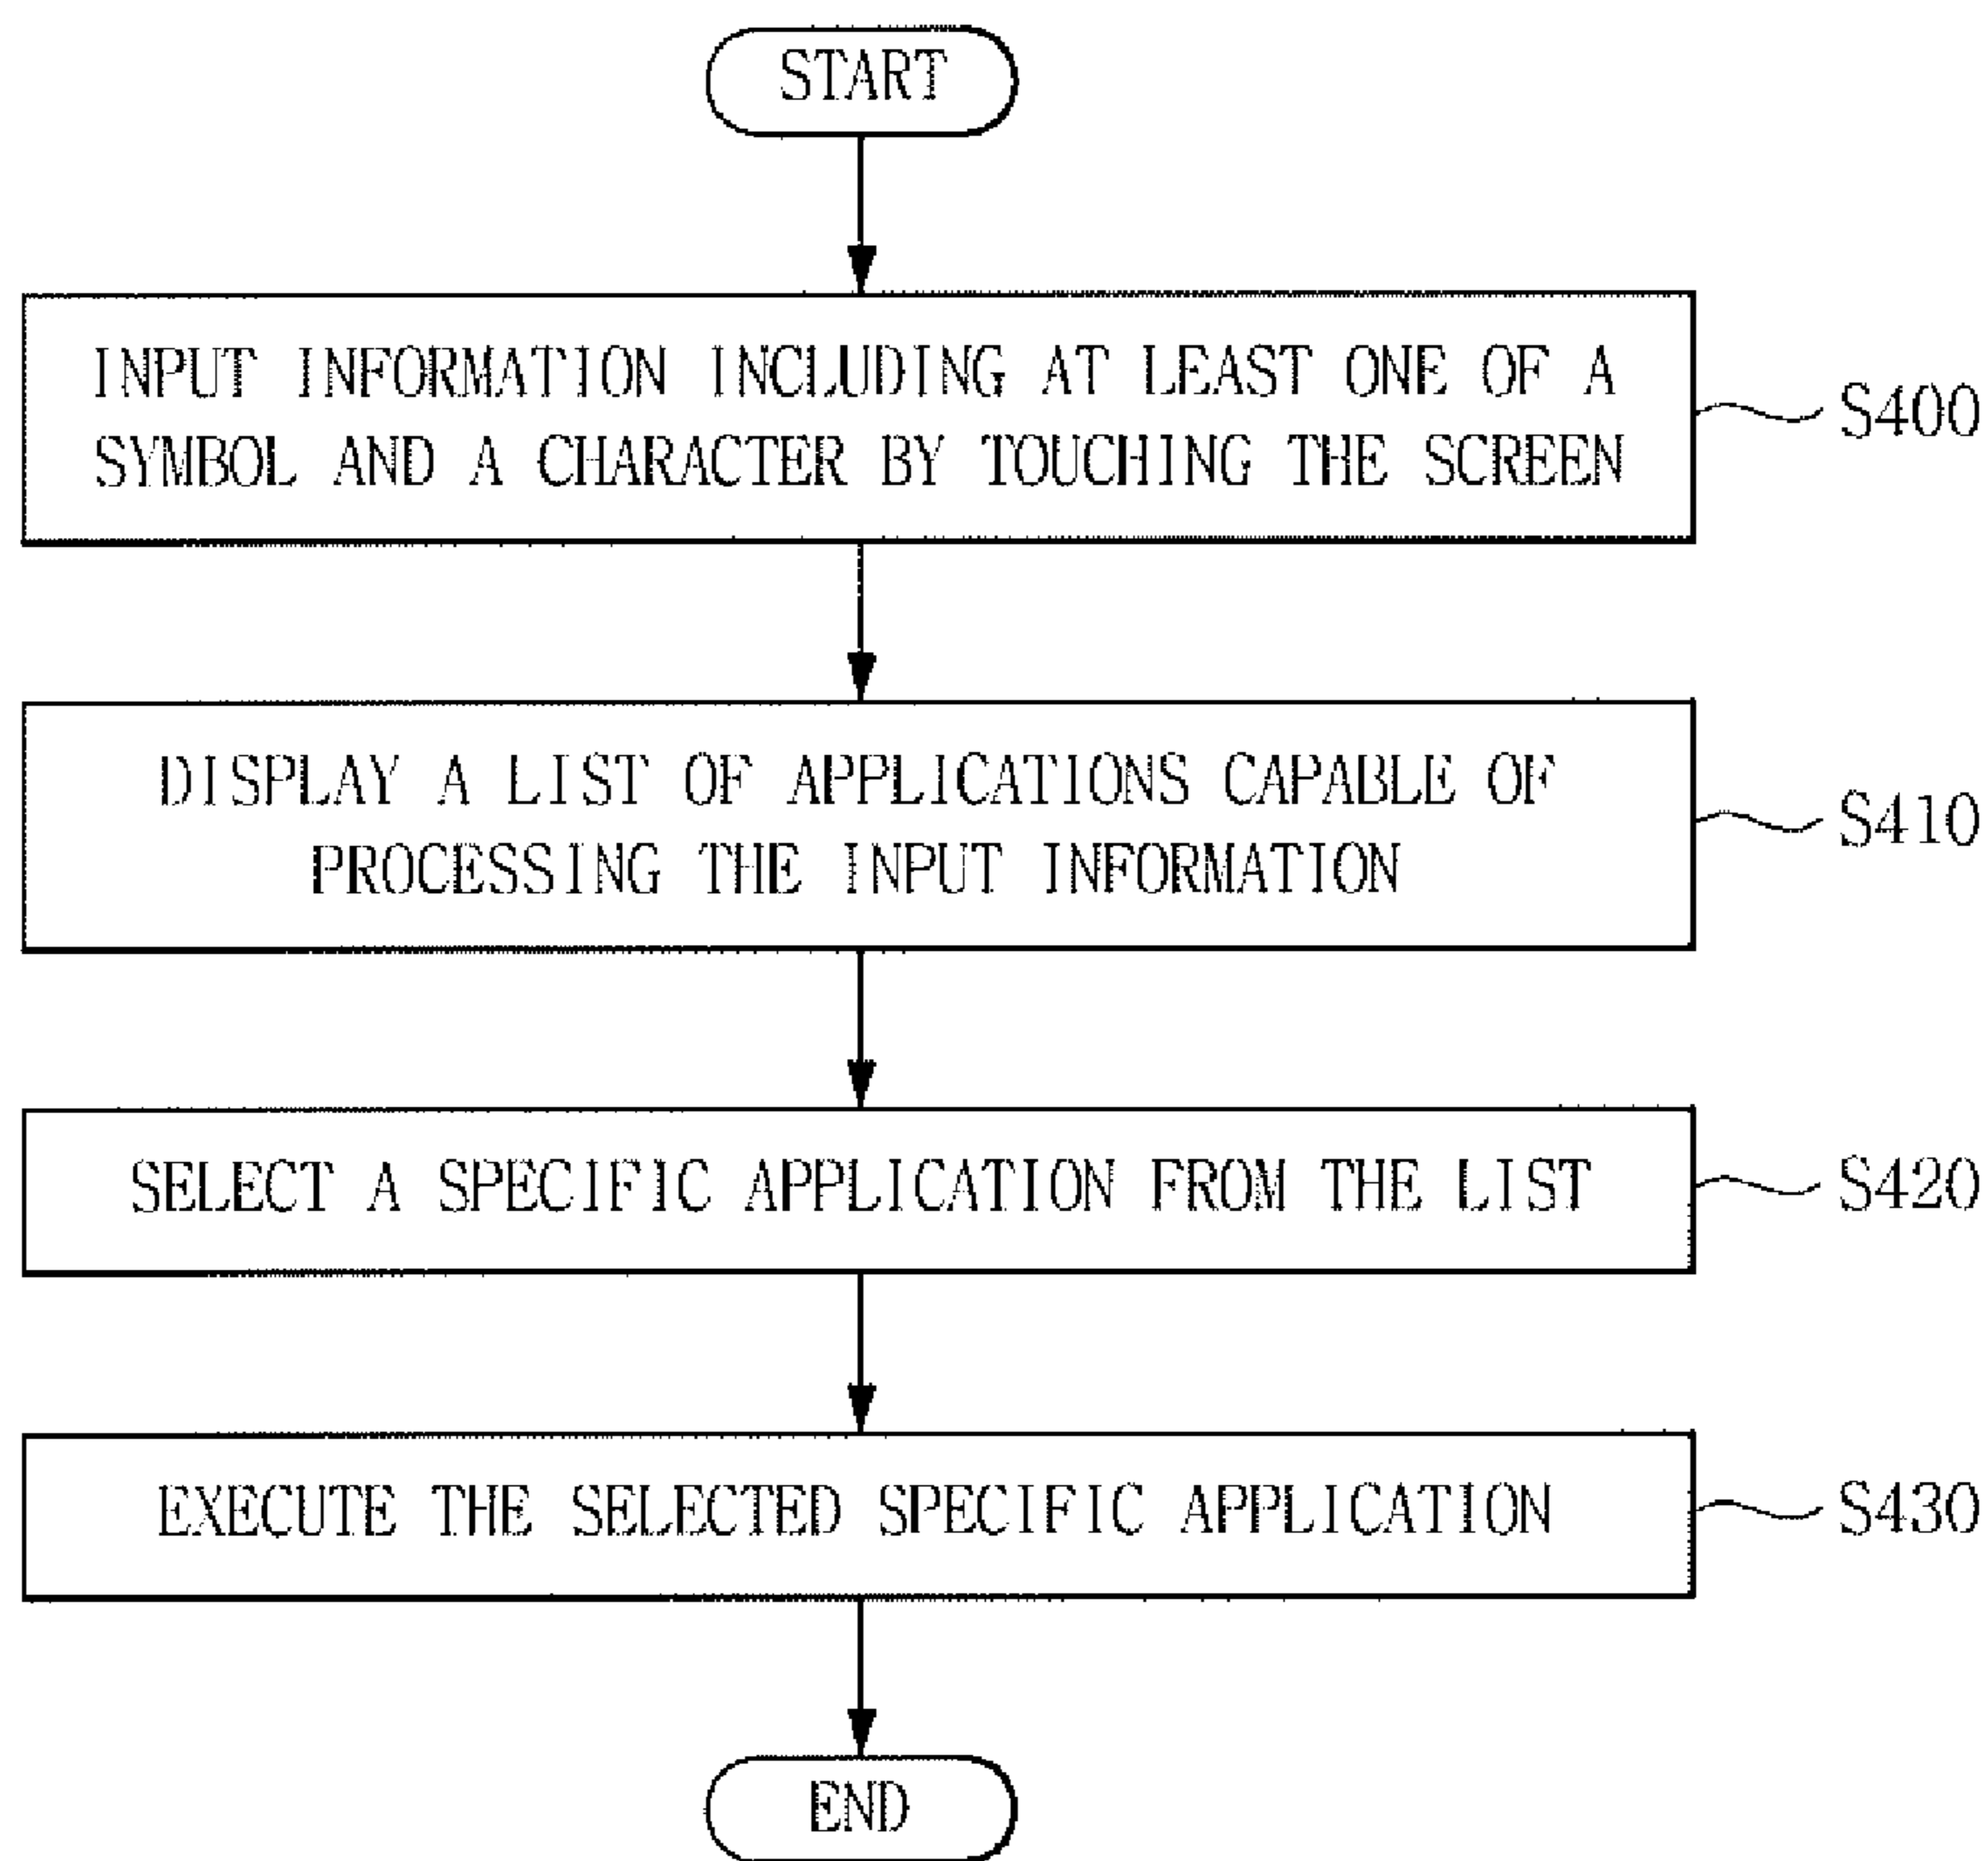 START
INPUT INFORMATION INCLUDING AT LEAST ONE OF A
SYMBOL AND A CHARACTER BY TOUCHING THE SCREEN
S400
DISPLAY A LIST OF APPLICATIONS CAPABLE OF
PROCESSING THE INPUT INFORMATION
S410
SELECT A SPECIFIC APPLICATION FROM THE LIST
S420
EXECUTE THE SELECTED SPECIFIC APPLICATION
S430
END